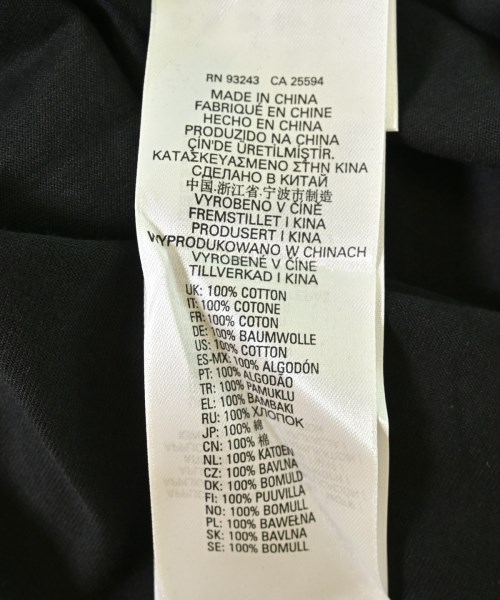 RN 93243 CA 25594
MADE IN CHINA
FABRIQUÉ EN CHINE
HECHO EN CHINA
PRODUZIDO NA CHINA
ÇİN'DE ÜRETİLMİŞTİR.
ΚΑΤΑΣΚΕΥΑΣΜΕΝΟ ΣΤΗΝ ΚΙΝΑ
СДЕЛАНО В КИТАЙ
中国.浙江省.宁波市制造
VYROBENO V ČINĚ
FREMSTILLET I KINA
PRODUSERT I KINA
WYPRODUKOWANO W CHINACH
VYROBENÉ V ČÍNE
TILLVERKAD I KINA
UK: 100% COTTON
IT: 100% COTONE
FR: 100% COTON
DE: 100% BAUMWOLLE
US: 100% COTTON
ES-MX: 100% ALGODÓN
PT: 100% ALGODÃO
TR: 100% PAMUKLU
EL: 100% ΒΑΜΒΑΚΙ
RU: 100% ХЛОПОК
JP: 100% 綿
CN: 100% 棉
NL: 100% KATOEN
CZ: 100% BAVLNA
DK: 100% BOMULD
FI: 100% PUUVILLA
NO: 100% BOMULL
PL: 100% BAWEŁNA
SK: 100% BAVLNA
SE: 100% BOMULL